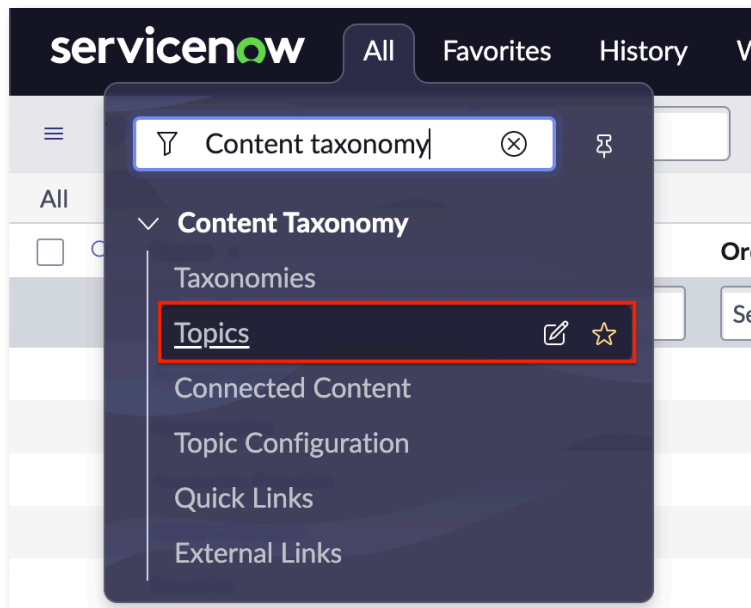 servicenow All Favorites History
Content taxonomy
All
Content Taxonomy
Taxonomies
Topics
Connected Content
Topic Configuration
Quick Links
External Links